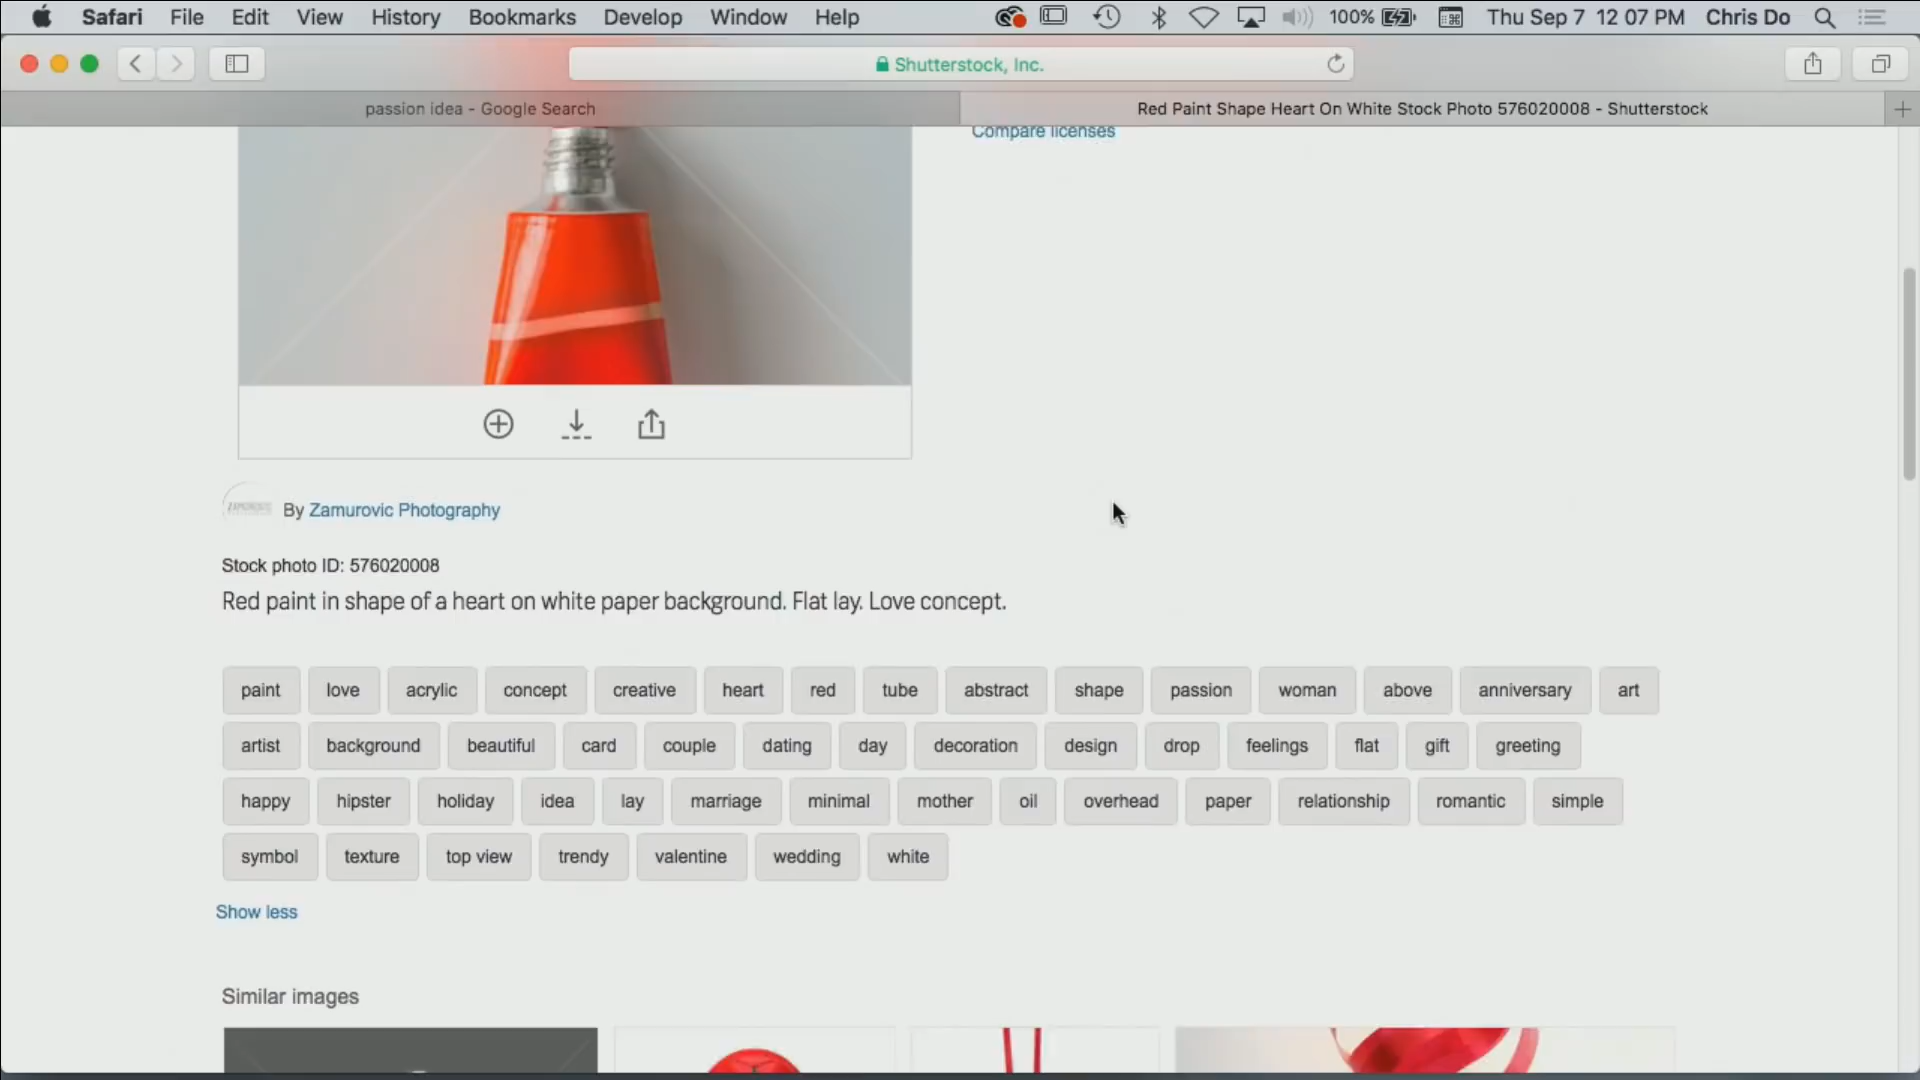 Safari File Edit View History Bookmarks Develop Window Help 100% Thu Sep 7 12 07 PM Chris Do
Shutterstock, Inc.
passion idea - Google Search
Red Paint Shape Heart On White Stock Photo 576020008 - Shutterstock
Compare licenses
By Zamurovic Photography
Stock photo ID: 576020008
Red paint in shape of a heart on white paper background. Flat lay. Love concept.
paint love acrylic concept creative heart red tube abstract shape passion woman above anniversary art
artist background beautiful card couple dating day decoration design drop feelings flat gift greeting
happy hipster holiday idea lay marriage minimal mother oil overhead paper relationship romantic simple
symbol texture top view trendy valentine wedding white
Show less
Similar images